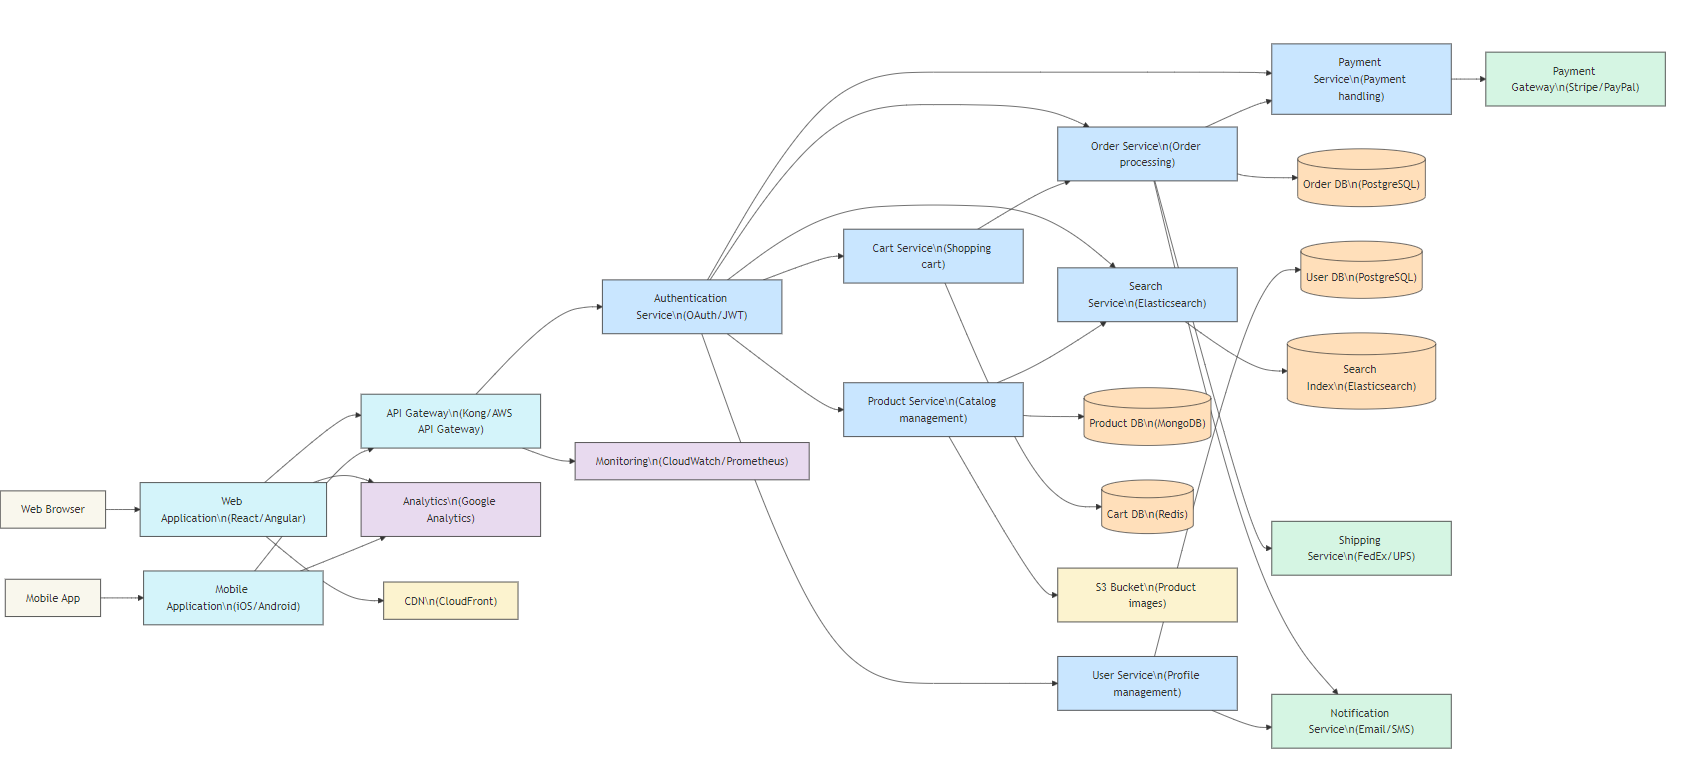 Web Browser
Mobile App
Web
Application\n(React/Angular)
Mobile
Application\n(iOS/Android)
API Gateway\n(Kong/AWS
API Gateway)
Analytics\n(Google
Analytics)
CDN\n(CloudFront)
Authentication
Service\n(OAuth/JWT)
Monitoring\n(CloudWatch/Prometheus)
Cart Service\n(Shopping
cart)
Product Service\n(Catalog
management)
Order Service\n(Order
processing)
Search
Service\n(Elasticsearch)
Product DB\n(MongoDB)
Cart DB\n(Redis)
S3 Bucket\n(Product
images)
User Service\n(Profile
management)
Payment
Service\n(Payment
handling)
Order DB\n(PostgreSQL)
User DB\n(PostgreSQL)
Search
Index\n(Elasticsearch)
Shipping
Service\n(FedEx/UPS)
Notification
Service\n(Email/SMS)
Payment
Gateway\n(Stripe/PayPal)